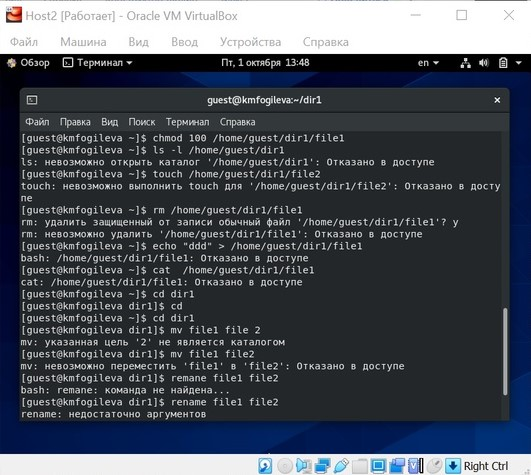 Host2 [Работает] - Oracle VM VirtualBox
Файл Машина Вид Ввод Устройства Справка
Обзор Терминал Пт, 1 октября 13:48 en
guest@kmfogileva:~/dir1
Файл Правка Вид Поиск Терминал Справка
[guest@kmfogileva ~]$ chmod 100 /home/guest/dir1/file1
[guest@kmfogileva ~]$ ls -l /home/guest/dir1
ls: невозможно открыть каталог '/home/guest/dir1': Отказано в доступе
[guest@kmfogileva ~]$ touch /home/guest/dir1/file2
touch: невозможно выполнить touch для '/home/guest/dir1/file2': Отказано в досту
пе
[guest@kmfogileva ~]$ rm /home/guest/dir1/file1
rm: удалить защищенный от записи обычный файл '/home/guest/dir1/file1'? y
rm: невозможно удалить '/home/guest/dir1/file1': Отказано в доступе
[guest@kmfogileva ~]$ echo "ddd" > /home/guest/dir1/file1
bash: /home/guest/dir1/file1: Отказано в доступе
[guest@kmfogileva ~]$ cat  /home/guest/dir1/file1
cat: /home/guest/dir1/file1: Отказано в доступе
[guest@kmfogileva ~]$ cd dir1
[guest@kmfogileva dir1]$ cd
[guest@kmfogileva ~]$ cd dir1
[guest@kmfogileva dir1]$ mv file1 file 2
mv: указанная цель '2' не является каталогом
[guest@kmfogileva dir1]$ mv file1 file2
mv: невозможно переместить 'file1' в 'file2': Отказано в доступе
[guest@kmfogileva dir1]$ remane file1 file2
bash: remane: команда не найдена...
[guest@kmfogileva dir1]$ rename file1 file2
rename: недостаточно аргументов
Right Ctrl